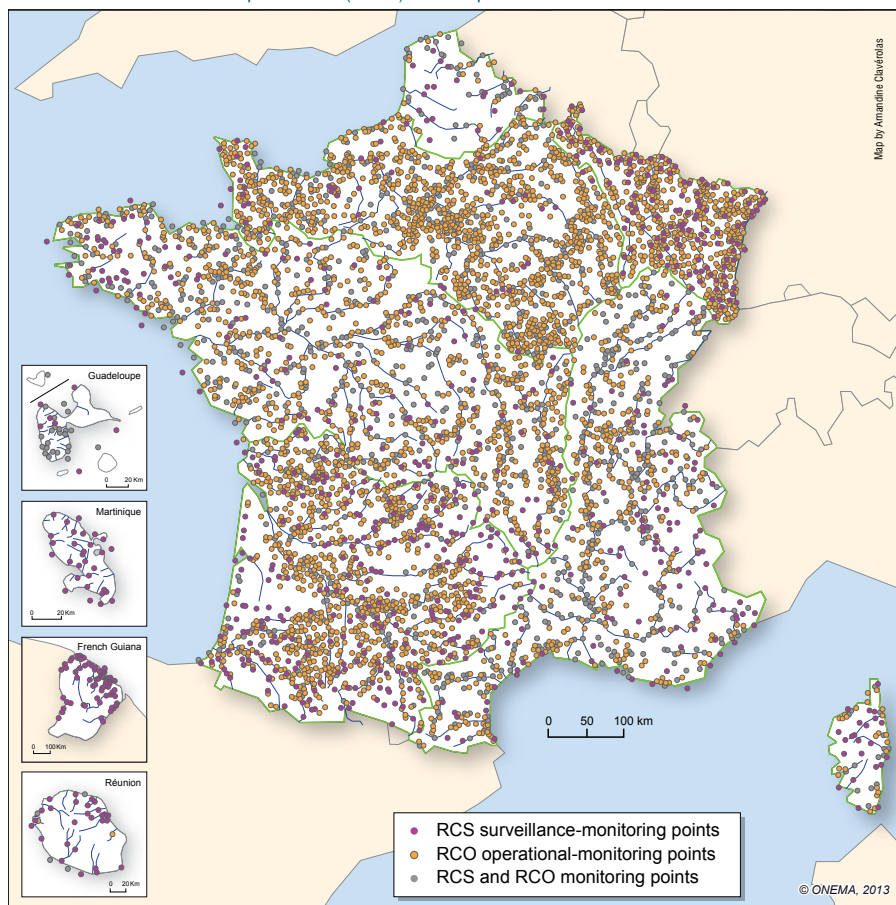 Map by Amandine Clavérolas
Guadeloupe
0 20 Km
Martinique
0 20 Km
French Guiana
0 100 Km
Réunion
0 20 Km
0 50 100 km
RCS surveillance-monitoring points
RCO operational-monitoring points
RCS and RCO monitoring points
© ONEMA, 2013